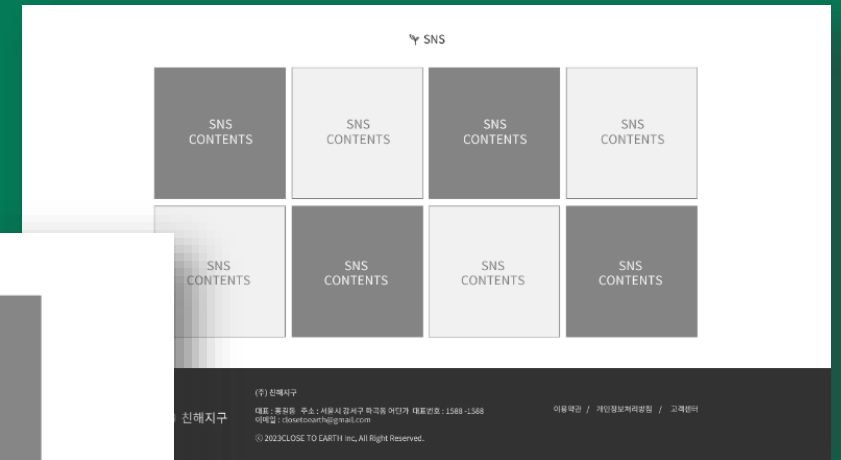 SNS
SNS CONTENTS
SNS CONTENTS
SNS CONTENTS
SNS CONTENTS
SNS CONTENTS
SNS CONTENTS
SNS CONTENTS
SNS CONTENTS
친해지구
(주) 친해지구
대표 : 홍길동 주소 : 서울시 강서구 화곡동 어딘가 대표번호 : 1588 -1588
이메일 : closetoearth@gmail.com
ⓒ 2023CLOSE TO EARTH Inc, All Right Reserved.
이용약관 / 개인정보처리방침 / 고객센터